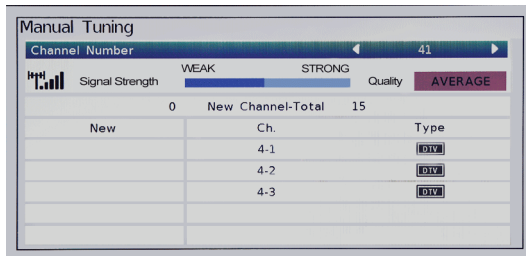 Manual Tuning
Channel Number 41
WEAK STRONG
Signal Strength Quality AVERAGE
0 New Channel-Total 15
New Ch. Type
4-1 DTV
4-2 DTV
4-3 DTV